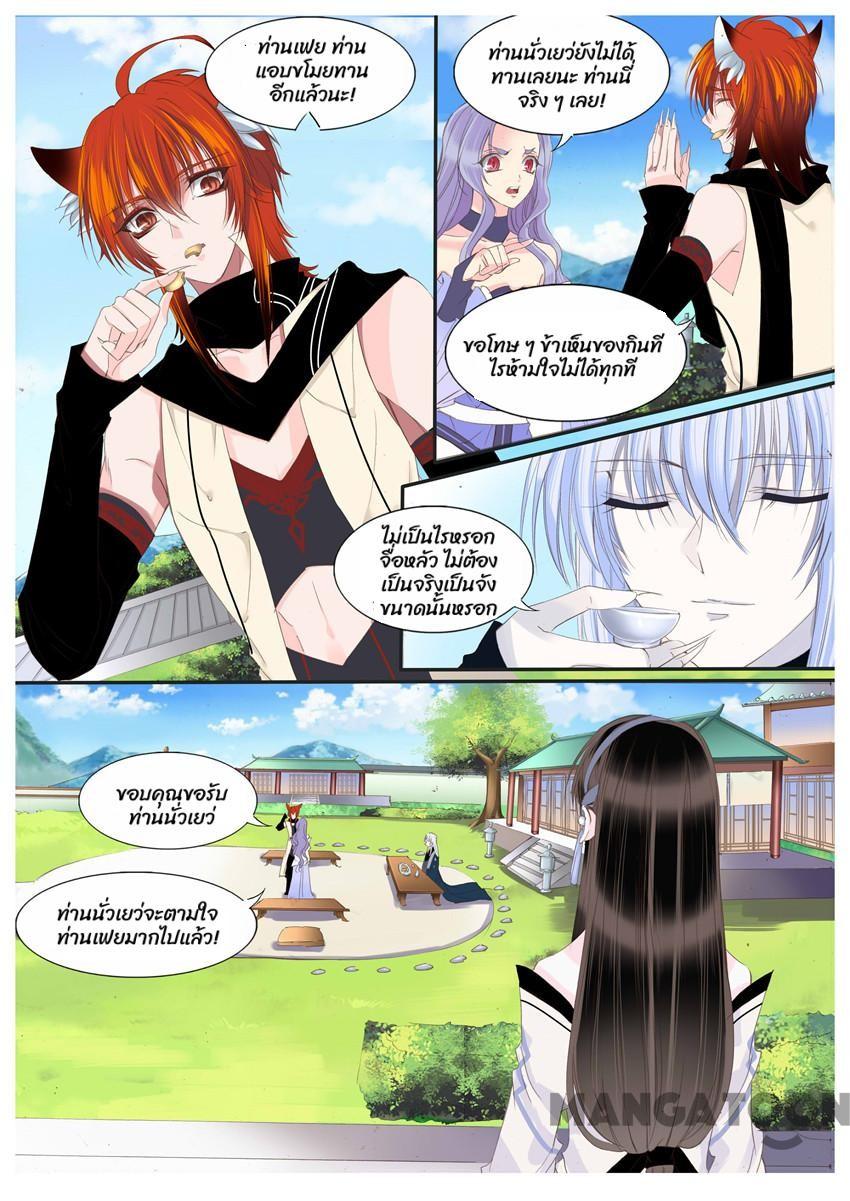 ท่านเฟย ท่าน
แอบขโมยทาน
อีกแล้วนะ!
ท่านนั่วเยว่ยังไม่ได้
ทานเลยนะ ท่านนี่
จริง ๆ เลย!
ขอโทษ ๆ ข้าเห็นของกินที
ไรห้ามใจไม่ได้ทุกที
ไม่เป็นไรหรอก
จื่อหลัว ไม่ต้อง
เป็นจริงเป็นจัง
ขนาดนั้นหรอก
ขอบคุณขอรับ
ท่านนั่วเยว่
ท่านนั่วเยว่จะตามใจ
ท่านเฟยมากไปแล้ว!
MANGATOON